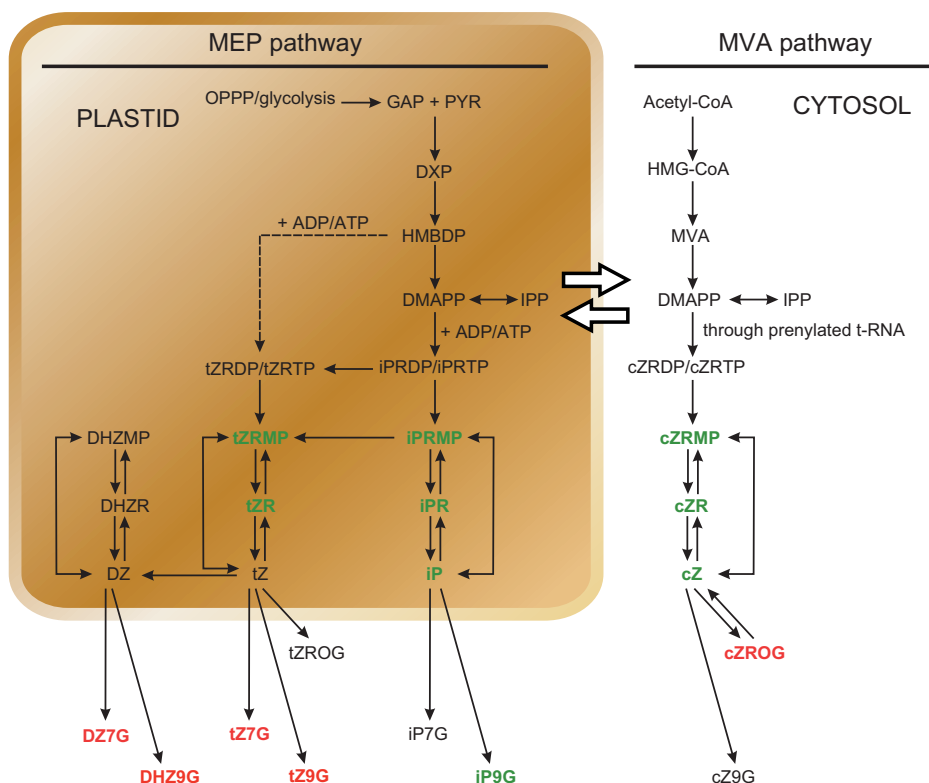 MEP pathway
MVA pathway
OPPP/glycolysis
GAP + PYR
Acetyl-CoA
PLASTID
CYTOSOL
DXP
HMG-CoA
+ ADP/ATP
HMBDP
MVA
DMAPP
IPP
DMAPP
IPP
+ ADP/ATP
through prenylated t-RNA
tZRDP/tZRTP
iPRDP/iPRTP
cZRDP/cZRTP
DHZMP
tZRMP
iPRMP
cZRMP
DHZR
tZR
iPR
cZR
DZ
tZ
iP
cZ
tZROG
cZROG
DZ7G
tZ7G
iP7G
DHZ9G
tZ9G
iP9G
cZ9G